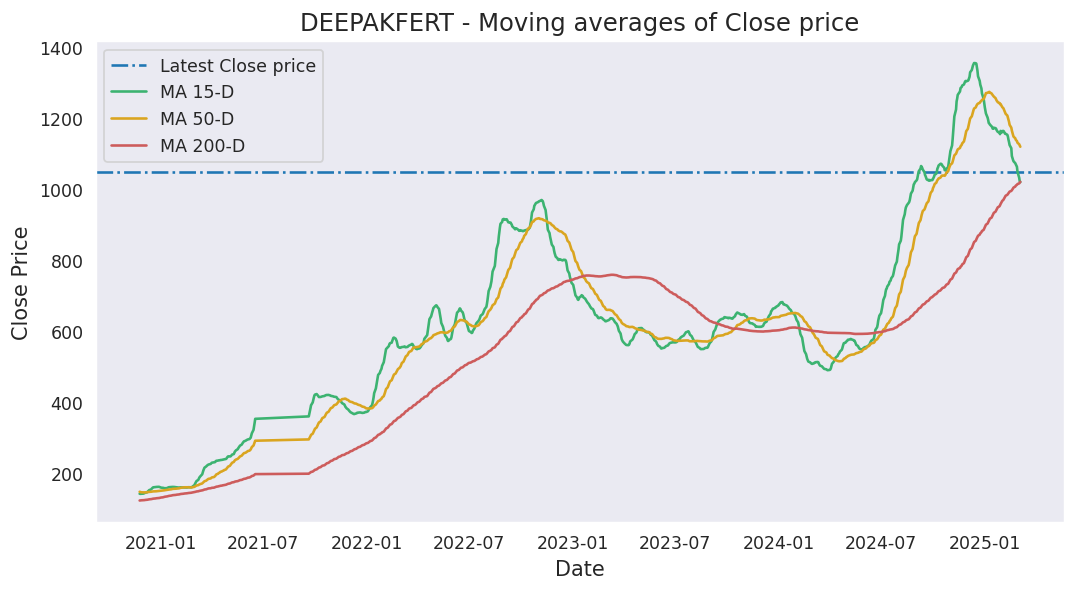 DEEPAKFERT - Moving averages of Close price
1400
1200
1000
800
600
400
200
Close Price
Latest Close price
MA 15-D
MA 50-D
MA 200-D
2021-01 2021-07 2022-01 2022-07 2023-01 2023-07 2024-01 2024-07 2025-01
Date